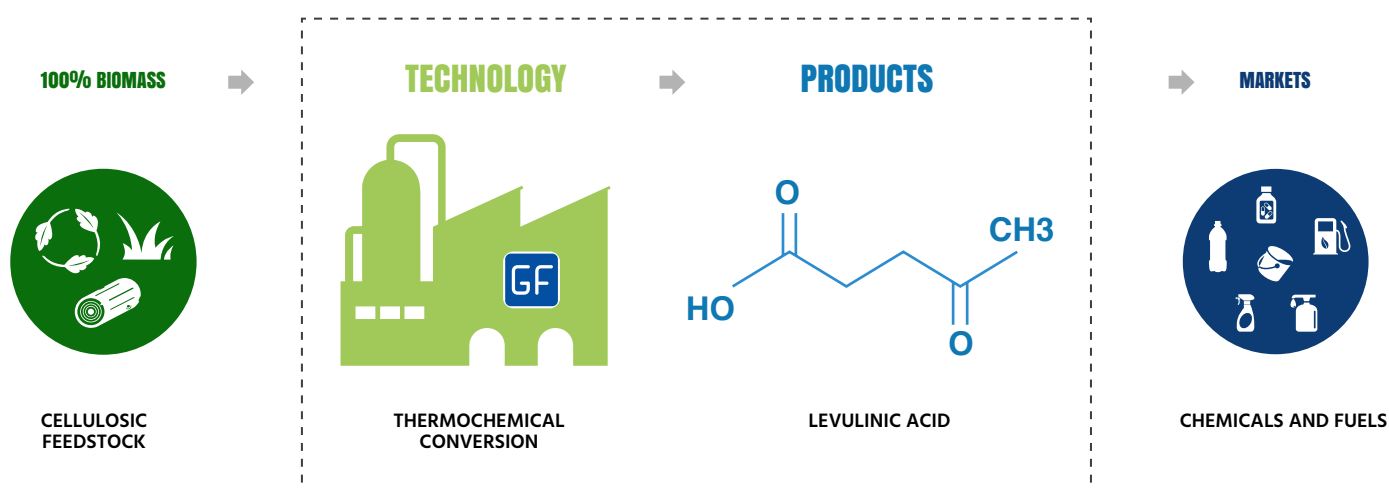 100% BIOMASS
TECHNOLOGY
PRODUCTS
MARKETS
O
CH3
GF
HO
O
CELLULOSIC
FEEDSTOCK
THERMOCHEMICAL
CONVERSION
LEVULINIC ACID
CHEMICALS AND FUELS